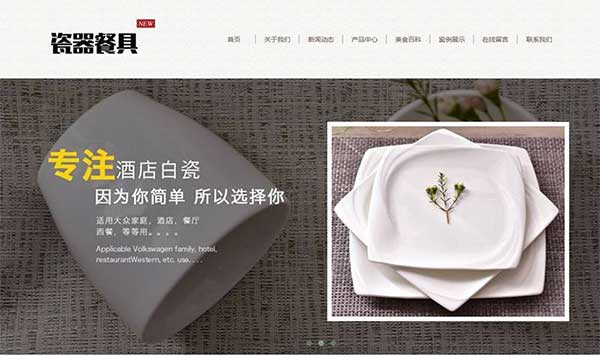 NEW
瓷器餐具
首页 关于我们 新闻动态 产品中心 美食百科 案例展示 在线留言 联系我们
专注酒店白瓷
因为你简单 所以选择你
适用大众家庭，酒店，餐厅
西餐，等等用。。。。
Applicable Volkswagen family, hotel,
restaurantWestern, etc. use. . . .